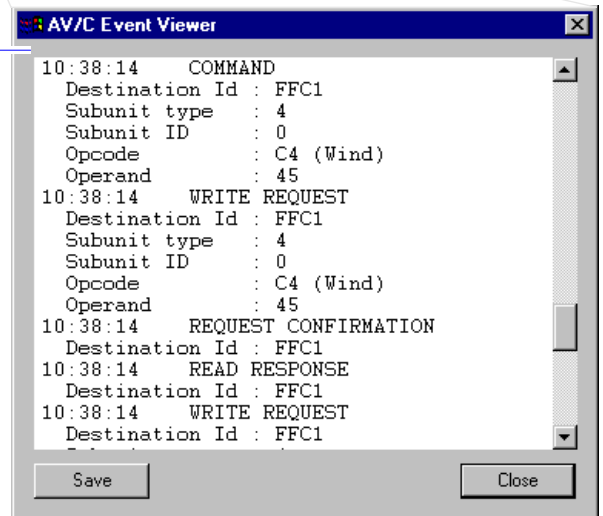 AV/C Event Viewer
10:38:14 COMMAND
Destination Id : FFC1
Subunit type : 4
Subunit ID : 0
Opcode : C4 (Wind)
Operand : 45
10:38:14 WRITE REQUEST
Destination Id : FFC1
Subunit type : 4
Subunit ID : 0
Opcode : C4 (Wind)
Operand : 45
10:38:14 REQUEST CONFIRMATION
Destination Id : FFC1
10:38:14 READ RESPONSE
Destination Id : FFC1
10:38:14 WRITE REQUEST
Destination Id : FFC1
Save Close